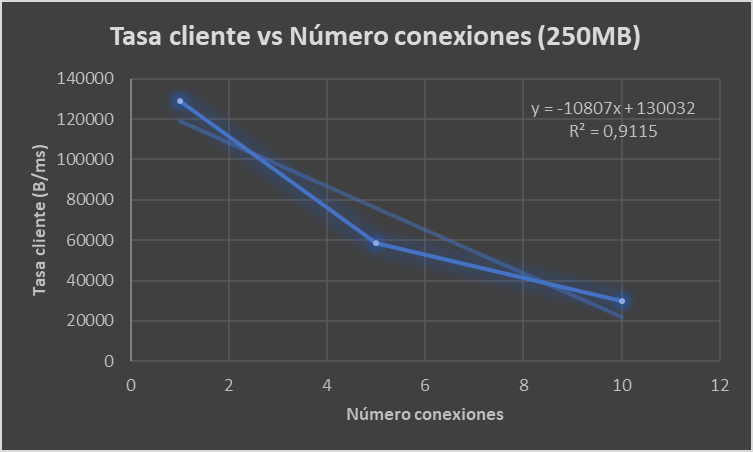 Tasa cliente vs Número conexiones (250MB)
140000
120000
100000
80000
60000
40000
20000
0
Tasa cliente (B/ms)
y = -10807x + 130032
R² = 0,9115
0 2 4 6 8 10 12
Número conexiones